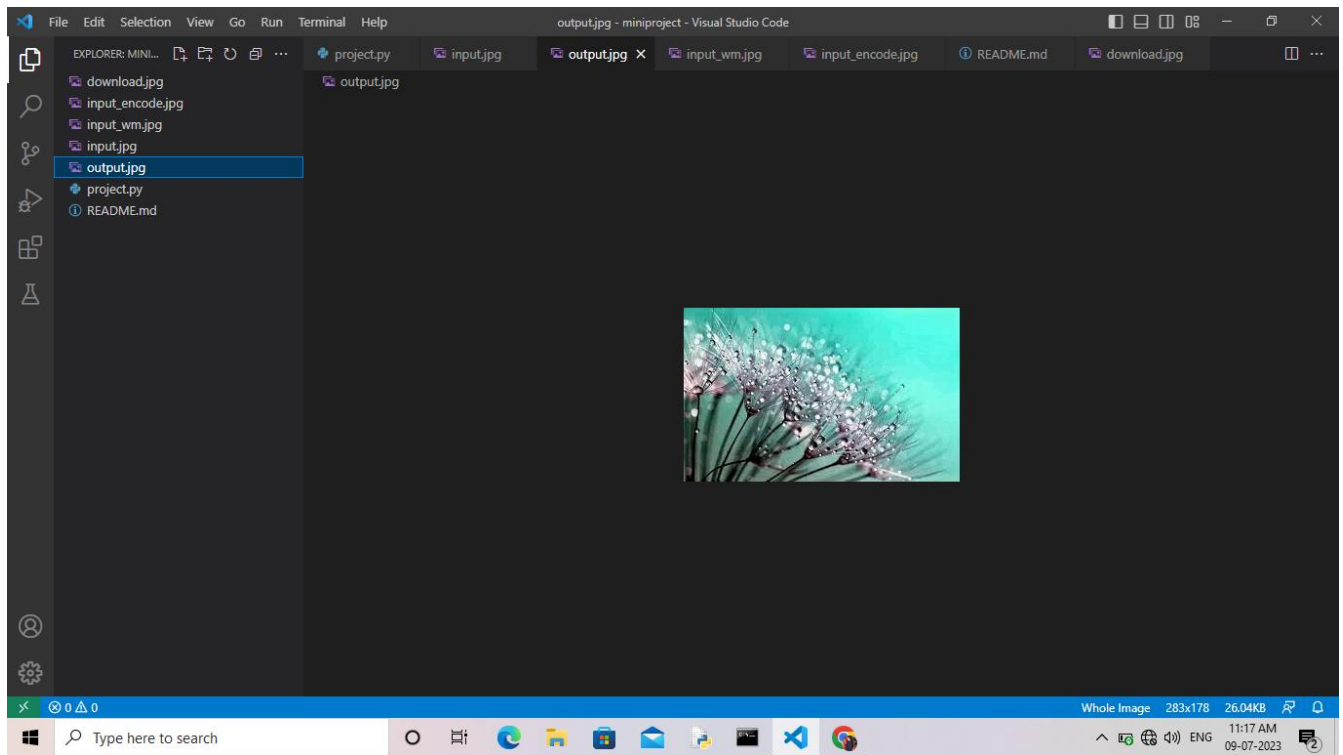 File Edit Selection View Go Run Terminal Help
output.jpg - miniproject - Visual Studio Code
EXPLORER: MINI...
project.py
input.jpg
output.jpg
input_wm.jpg
input_encode.jpg
README.md
download.jpg
download.jpg
input_encode.jpg
input_wm.jpg
input.jpg
output.jpg
project.py
README.md
output.jpg
0 0
Whole Image 283x178 26.04KB
Type here to search
ENG
11:17 AM
09-07-2023
2